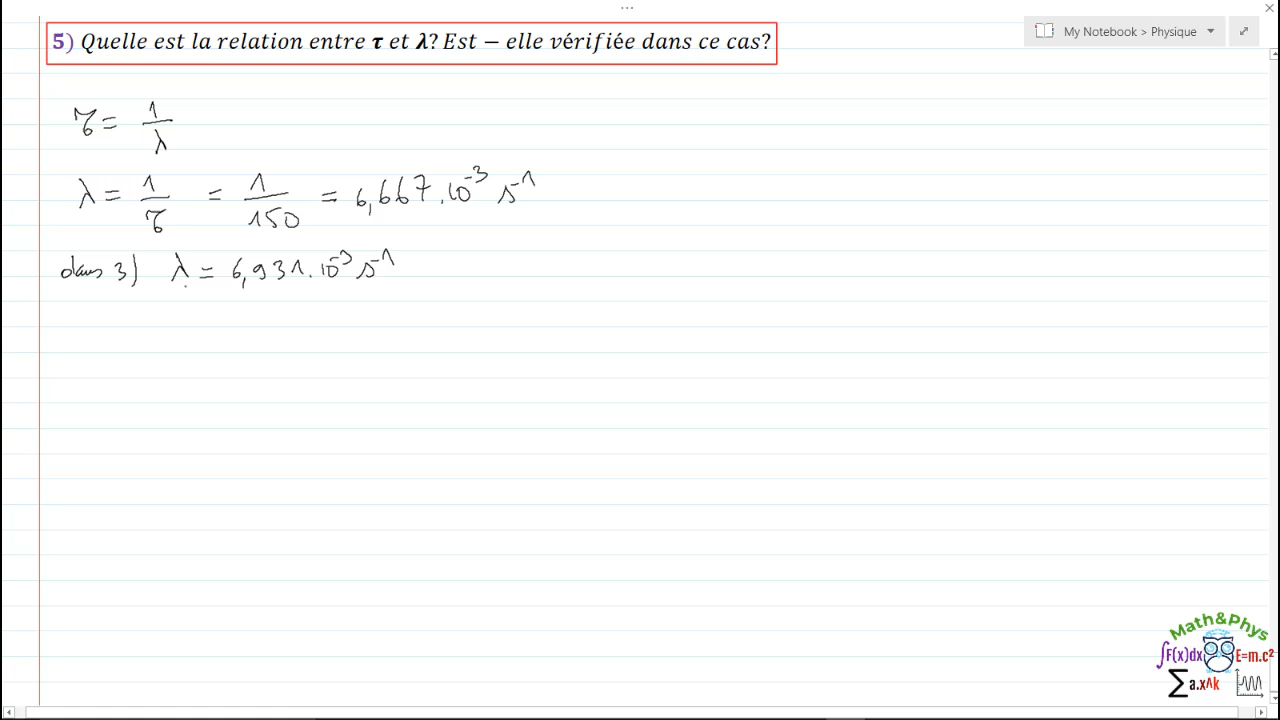 ...
My Notebook > Physique
5) Quelle est la relation entre τ et λ? Est − elle vérifiée dans ce cas?
τ = 1/λ
λ = 1/τ = 1/150 = 6,667.10⁻³ s⁻¹
dans 3) λ = 6,931.10⁻³ s⁻¹
Math&Phys
∫F(x)dx E=m.c²
∑ a.x^k